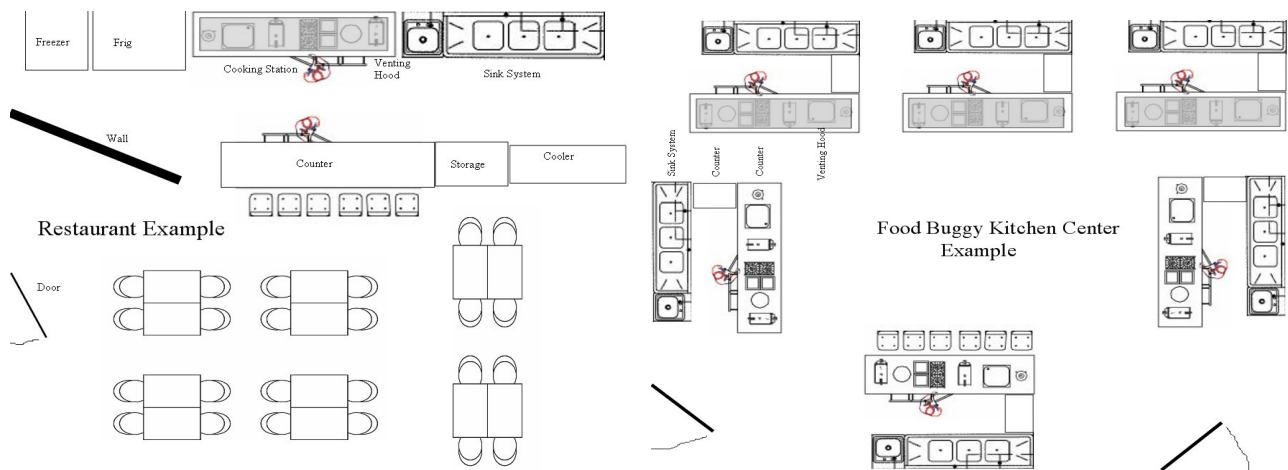 Freezer
Frig
Cooking Station
Venting
Hood
Sink System
Wall
Counter
Storage
Cooler
Restaurant Example
Door
Sink System
Counter
Counter
Venting Hood
Food Buggy Kitchen Center
Example